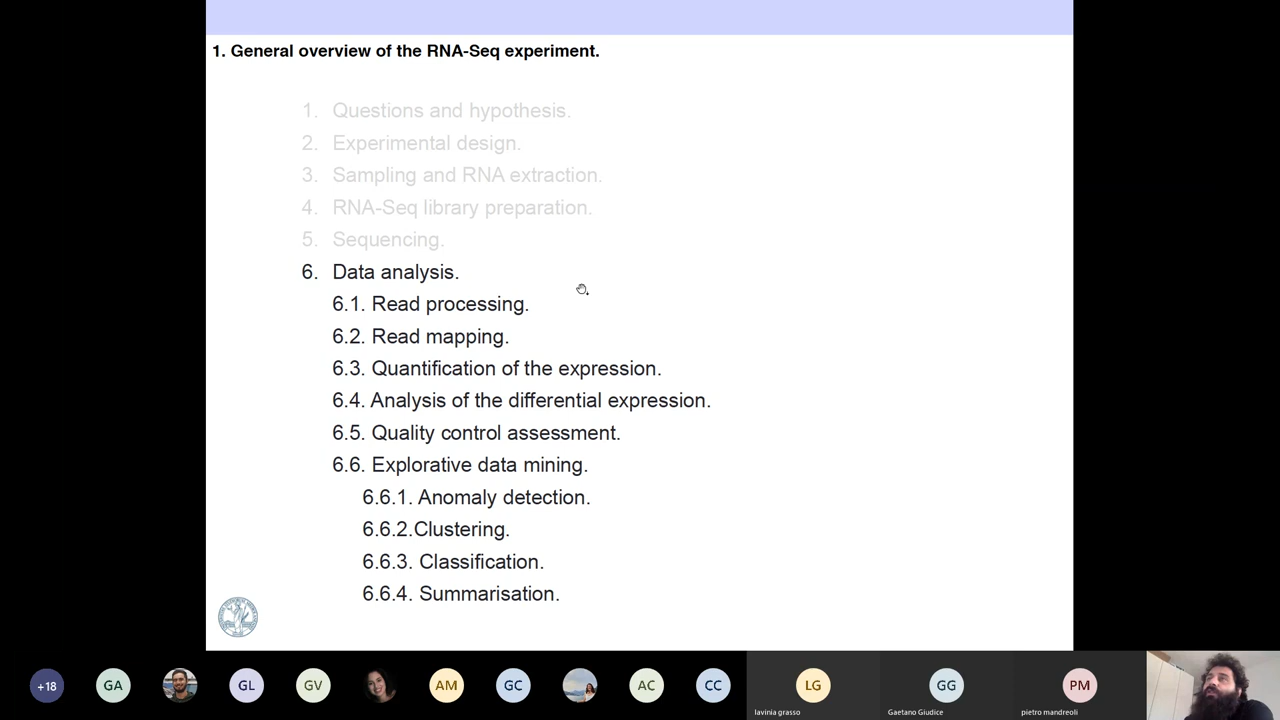 1. General overview of the RNA-Seq experiment.
1. Questions and hypothesis.
2. Experimental design.
3. Sampling and RNA extraction.
4. RNA-Seq library preparation.
5. Sequencing.
6. Data analysis.
6.1. Read processing.
6.2. Read mapping.
6.3. Quantification of the expression.
6.4. Analysis of the differential expression.
6.5. Quality control assessment.
6.6. Explorative data mining.
6.6.1. Anomaly detection.
6.6.2.Clustering.
6.6.3. Classification.
6.6.4. Summarisation.
+18 GA GL GV AM GC AC CC LG GG PM
lavinia grasso Gaetano Giudice pietro mandreoli